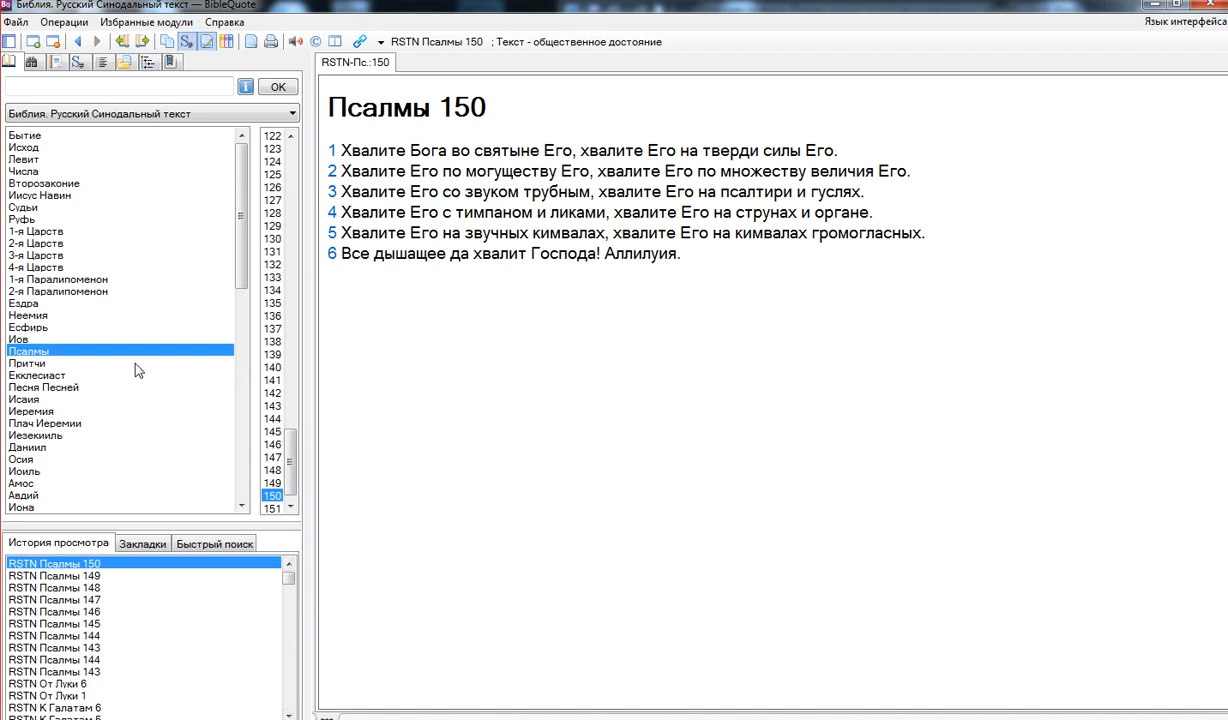 Библия. Русский Синодальный текст — BibleQuote
Файл Операции Избранные модули Справка
Язык интерфейса
RSTN Псалмы 150 ; Текст - общественное достояние
RSTN-Пс.:150
OK
Библия. Русский Синодальный текст
Бытие
Исход
Левит
Числа
Второзаконие
Иисус Навин
Судьи
Руфь
1-я Царств
2-я Царств
3-я Царств
4-я Царств
1-я Паралипоменон
2-я Паралипоменон
Ездра
Неемия
Есфирь
Иов
Псалмы
Притчи
Екклесиаст
Песня Песней
Исаия
Иеремия
Плач Иеремии
Иезекииль
Даниил
Осия
Иоиль
Амос
Авдий
Иона
122
123
124
125
126
127
128
129
130
131
132
133
134
135
136
137
138
139
140
141
142
143
144
145
146
147
148
149
150
151
Псалмы 150
1 Хвалите Бога во святыне Его, хвалите Его на тверди силы Его.
2 Хвалите Его по могуществу Его, хвалите Его по множеству величия Его.
3 Хвалите Его со звуком трубным, хвалите Его на псалтири и гуслях.
4 Хвалите Его с тимпаном и ликами, хвалите Его на струнах и органе.
5 Хвалите Его на звучных кимвалах, хвалите Его на кимвалах громогласных.
6 Все дышащее да хвалит Господа! Аллилуия.
История просмотра Закладки Быстрый поиск
RSTN Псалмы 150
RSTN Псалмы 149
RSTN Псалмы 148
RSTN Псалмы 147
RSTN Псалмы 146
RSTN Псалмы 145
RSTN Псалмы 144
RSTN Псалмы 143
RSTN Псалмы 144
RSTN Псалмы 143
RSTN От Луки 6
RSTN От Луки 1
RSTN К Галатам 6
RSTN К Галатам 5